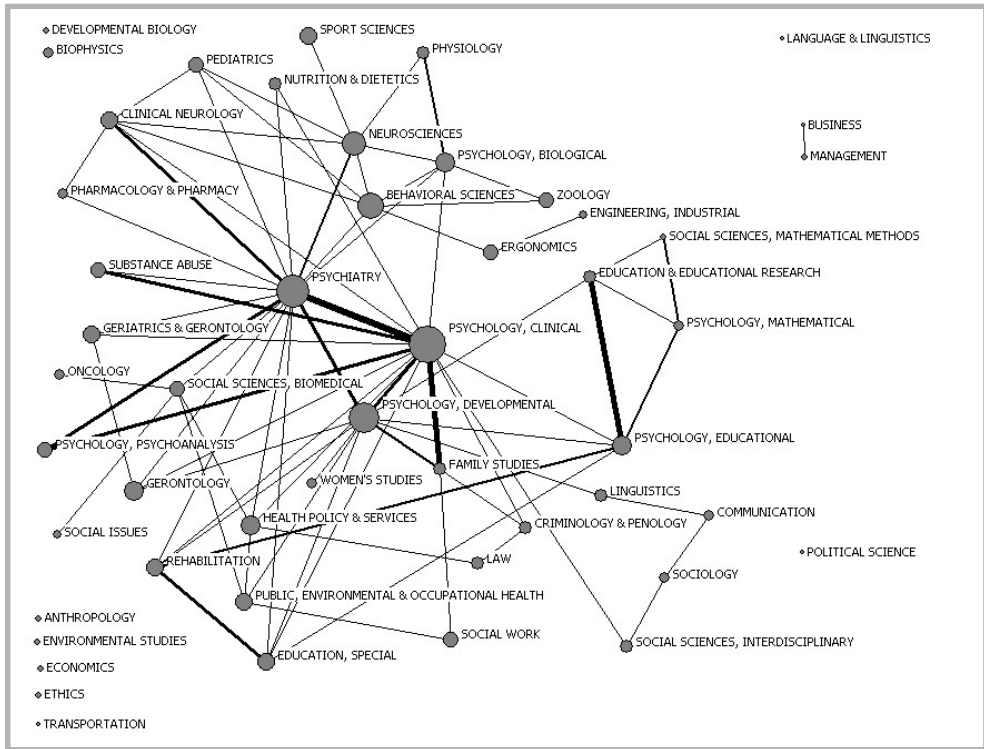 DEVELOPMENTAL BIOLOGY
BIOPHYSICS
SPORT SCIENCES
PHYSIOLOGY
LANGUAGE & LINGUISTICS
PEDIATRICS
NUTRITION & DIETETICS
CLINICAL NEUROLOGY
NEUROSCIENCES
BUSINESS
PSYCHOLOGY, BIOLOGICAL
MANAGEMENT
PHARMACOLOGY & PHARMACY
BEHAVIORAL SCIENCES
ZOOLOGY
ENGINEERING, INDUSTRIAL
SOCIAL SCIENCES, MATHEMATICAL METHODS
ERGONOMICS
SUBSTANCE ABUSE
PSYCHIATRY
EDUCATION & EDUCATIONAL RESEARCH
GERIATRICS & GERONTOLOGY
PSYCHOLOGY, CLINICAL
PSYCHOLOGY, MATHEMATICAL
ONCOLOGY
SOCIAL SCIENCES, BIOMEDICAL
PSYCHOLOGY, DEVELOPMENTAL
PSYCHOLOGY, PSYCHOANALYSIS
PSYCHOLOGY, EDUCATIONAL
FAMILY STUDIES
GERONTOLOGY
WOMEN'S STUDIES
LINGUISTICS
COMMUNICATION
HEALTH POLICY & SERVICES
CRIMINOLOGY & PENOLOGY
SOCIAL ISSUES
REHABILITATION
LAW
POLITICAL SCIENCE
SOCIOLOGY
PUBLIC, ENVIRONMENTAL & OCCUPATIONAL HEALTH
ANTHROPOLOGY
ENVIRONMENTAL STUDIES
SOCIAL WORK
SOCIAL SCIENCES, INTERDISCIPLINARY
EDUCATION, SPECIAL
ECONOMICS
ETHICS
TRANSPORTATION